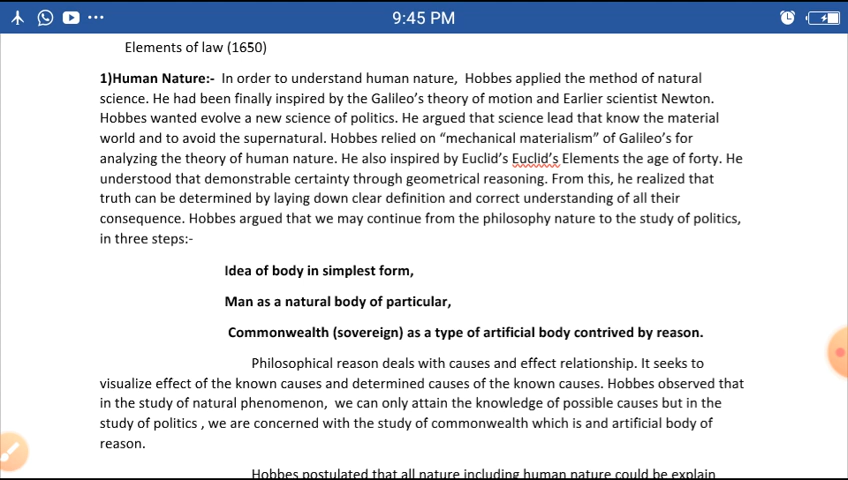 9:45 PM
Elements of law (1650)
1)Human Nature:- In order to understand human nature, Hobbes applied the method of natural
science. He had been finally inspired by the Galileo's theory of motion and Earlier scientist Newton.
Hobbes wanted evolve a new science of politics. He argued that science lead that know the material
world and to avoid the supernatural. Hobbes relied on “mechanical materialism” of Galileo's for
analyzing the theory of human nature. He also inspired by Euclid's Euclid's Elements the age of forty. He
understood that demonstrable certainty through geometrical reasoning. From this, he realized that
truth can be determined by laying down clear definition and correct understanding of all their
consequence. Hobbes argued that we may continue from the philosophy nature to the study of politics,
in three steps:-
Idea of body in simplest form,
Man as a natural body of particular,
Commonwealth (sovereign) as a type of artificial body contrived by reason.
Philosophical reason deals with causes and effect relationship. It seeks to
visualize effect of the known causes and determined causes of the known causes. Hobbes observed that
in the study of natural phenomenon, we can only attain the knowledge of possible causes but in the
study of politics , we are concerned with the study of commonwealth which is and artificial body of
reason.
Hobbes postulated that all nature including human nature could be explain